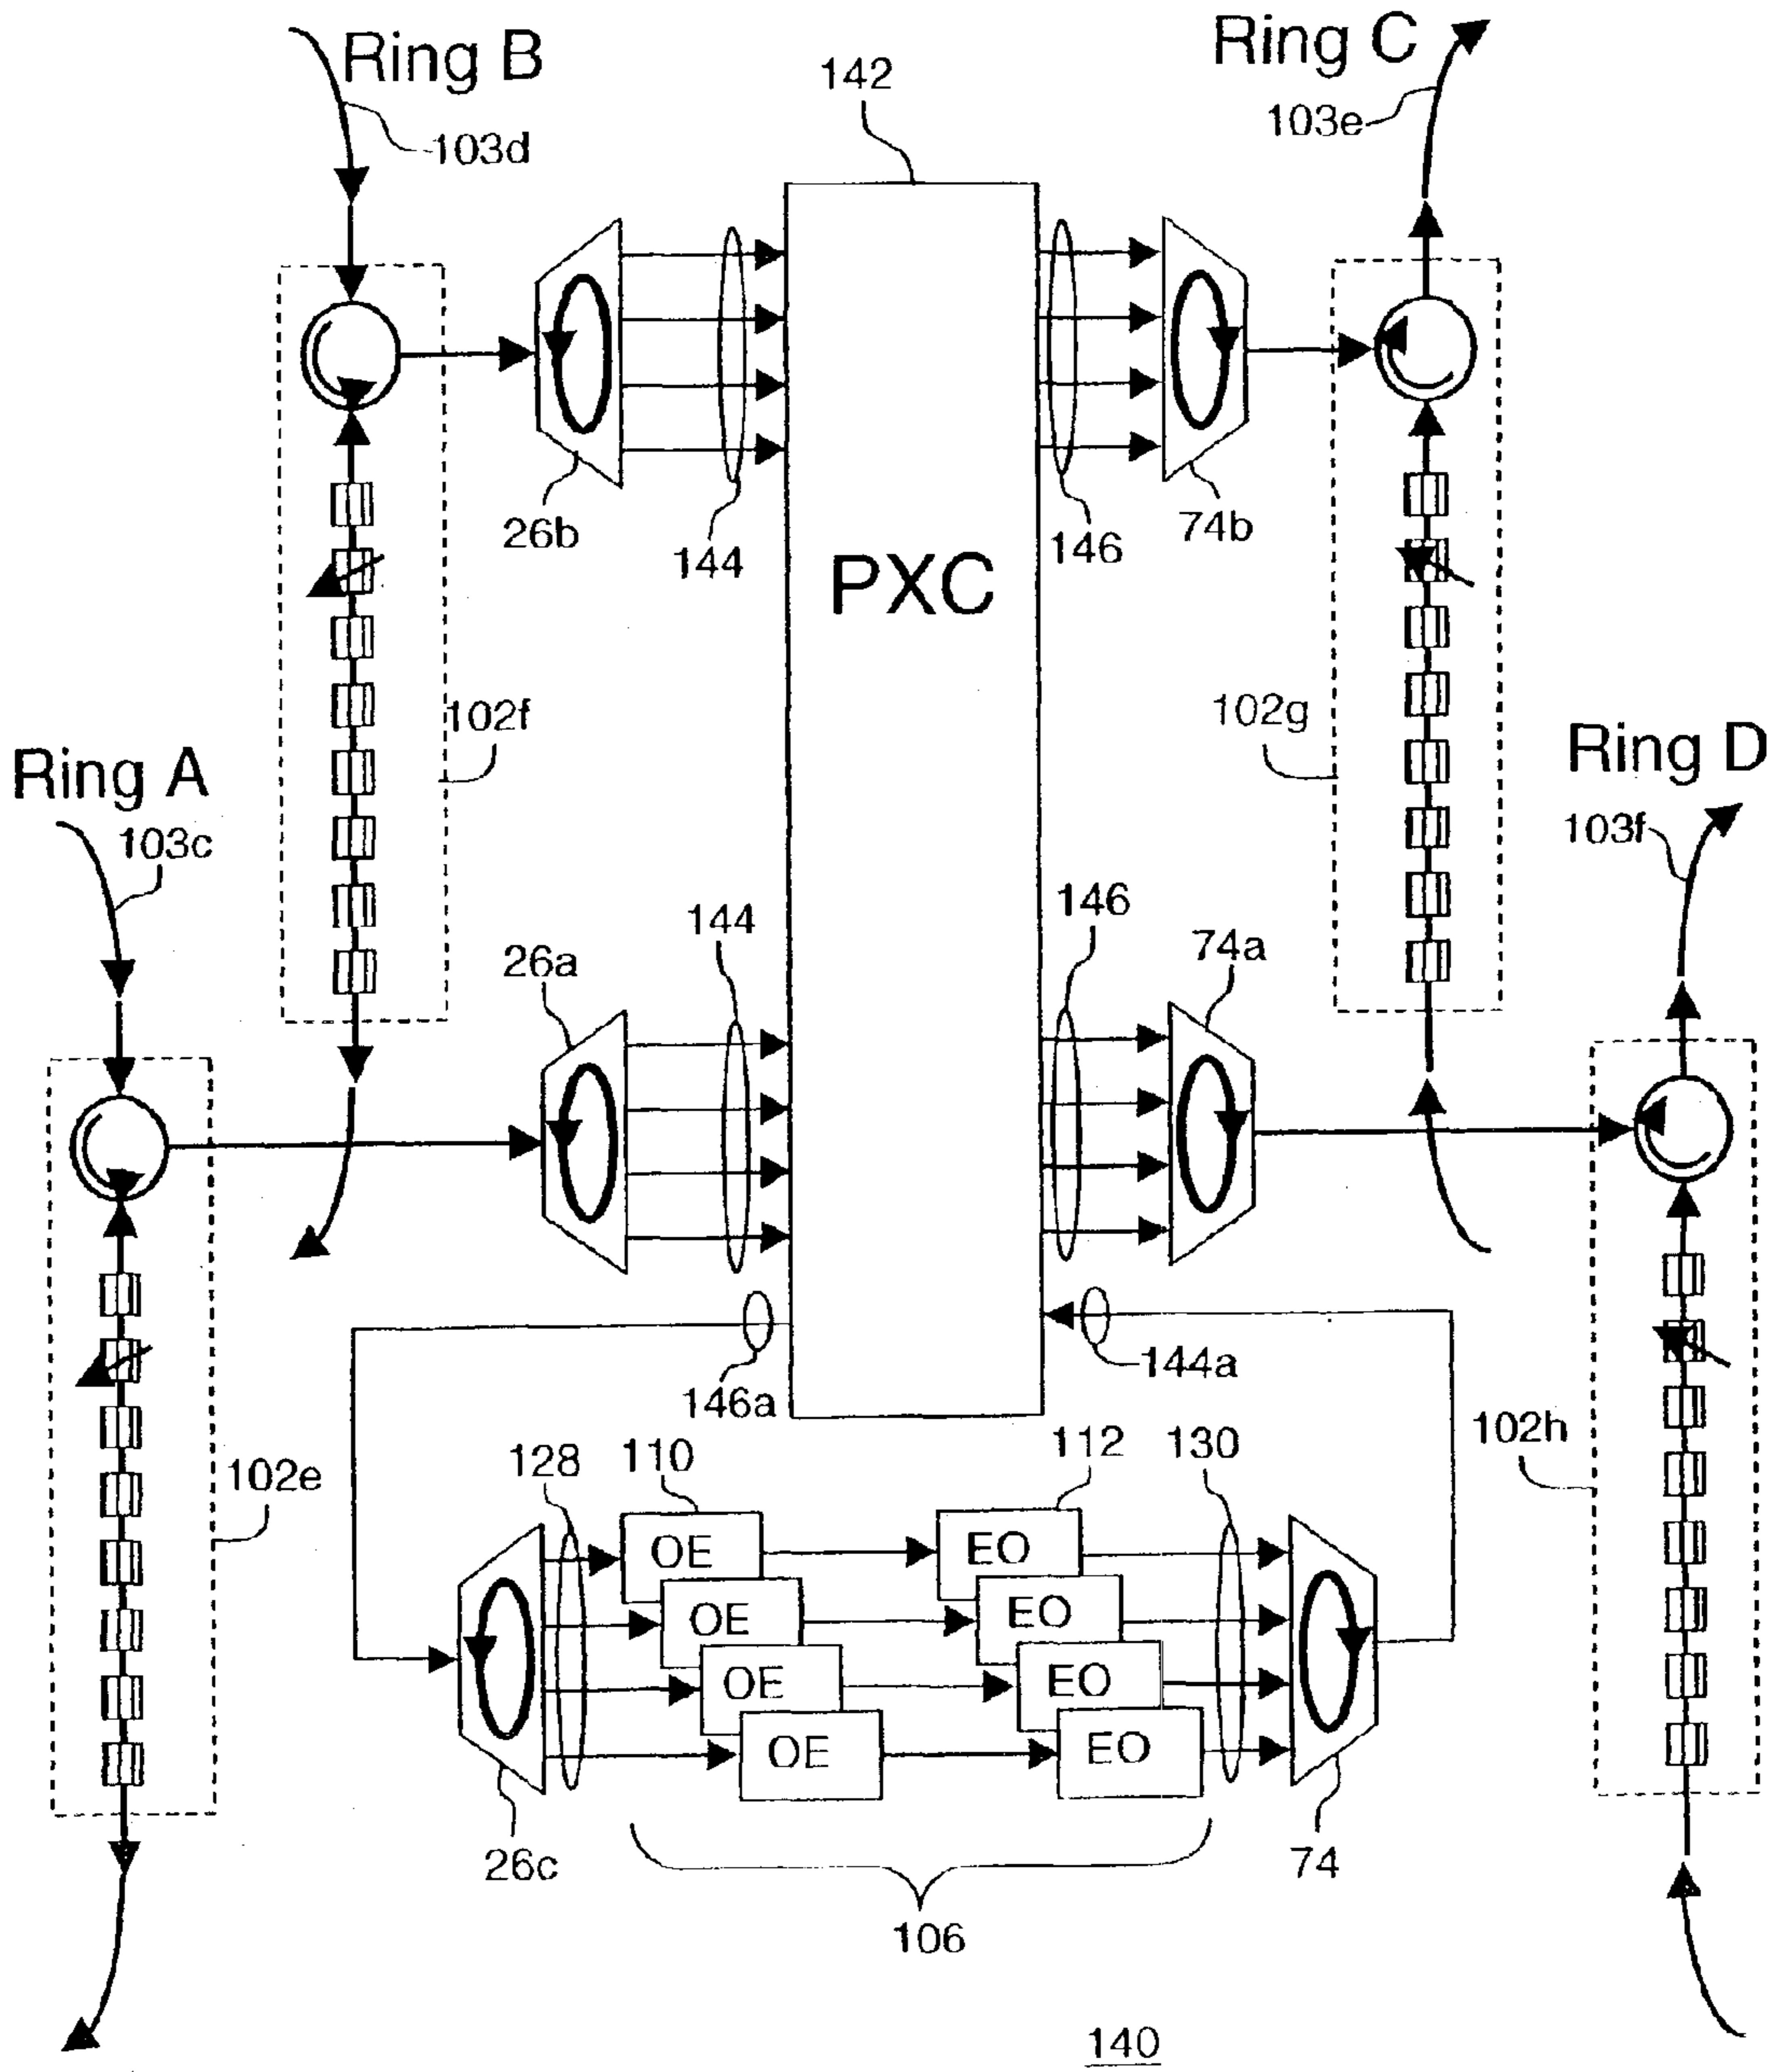 Ring B
Ring C
142
103d
103e
26b
144
146
74b
PXC
102f
102g
Ring A
Ring D
103c
103f
144
146
26a
74a
146a
144a
102e
102h
128
110
112
130
OE
EO
OE
EO
OE
EO
OE
EO
26c
74
106
140